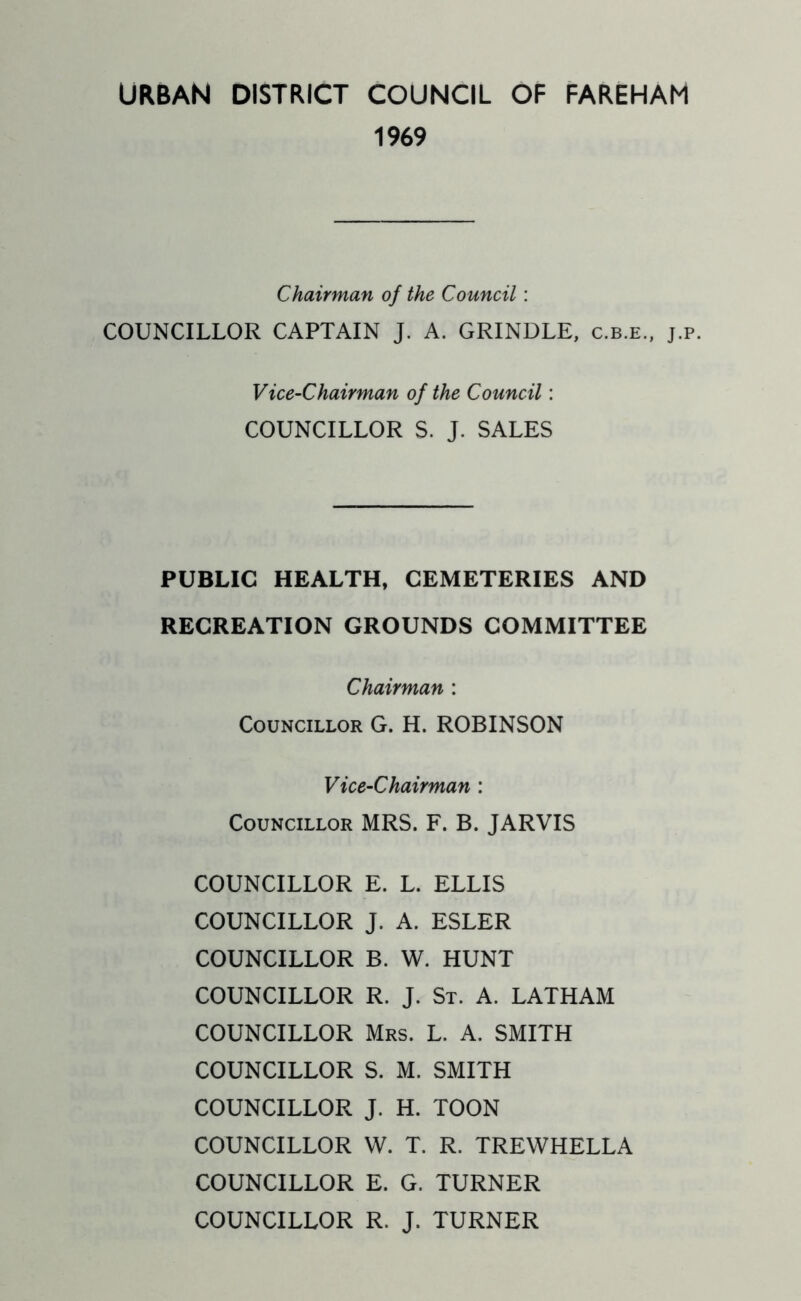 URBAN DISTRICT COUNCIL OF FAREHAM
1969
Chairman of the Council :
COUNCILLOR CAPTAIN J. A. GRINDLE, C.B.E., J.P.
Vice-Chairman of the Council :
COUNCILLOR S. J. SALES
PUBLIC HEALTH, CEMETERIES AND
RECREATION GROUNDS COMMITTEE
Chairman :
COUNCILLOR G. H. ROBINSON
Vice-Chairman :
COUNCILLOR MRS. F. B. JARVIS
COUNCILLOR E. L. ELLIS
COUNCILLOR J. A. ESLER
COUNCILLOR B. W. HUNT
COUNCILLOR R. J. ST. A. LATHAM
COUNCILLOR MRS. L. A. SMITH
COUNCILLOR S. M. SMITH
COUNCILLOR J. H. TOON
COUNCILLOR W. T. R. TREWHELLA
COUNCILLOR E. G. TURNER
COUNCILLOR R. J. TURNER